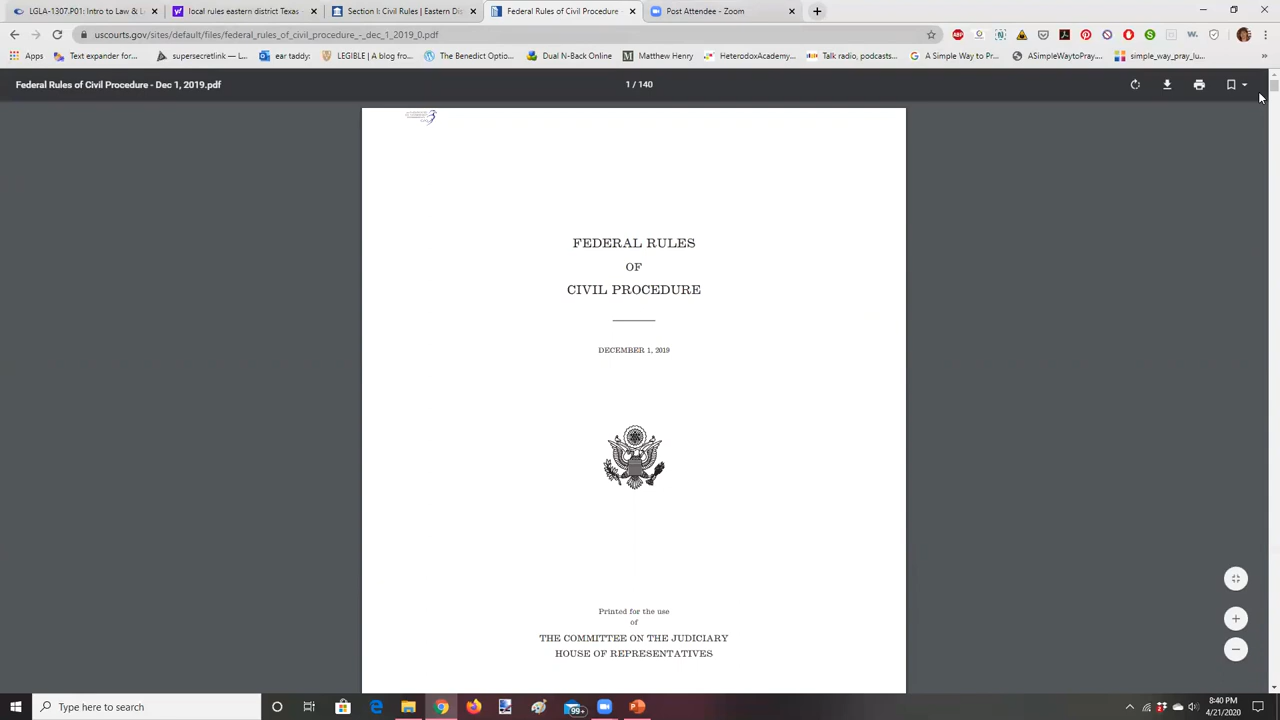 LGLA-1307.P01: Intro to Law & L
local rules eastern district Texas
Local Civil Rules | Eastern Dis
Federal Rules of Civil Procedure
Post Attendee - Zoom
uscourts.gov/sites/default/files/federal_rules_of_civil_procedure_-_dec_1_2019_0.pdf
Apps
Text expander for...
supersecretlinn — L...
ear taddy:
LEGIBLE | A blog fro...
The Benedict Optio...
Dual N-Back Online
Matthew Henry
HeterodoxAcademy...
Talk radio, podcasts...
A Simple Way to Pr...
ASimpleWaytoPray...
simple_way_pray_lu...
Federal Rules of Civil Procedure - Dec 1, 2019.pdf
1 / 140
FEDERAL RULES
OF
CIVIL PROCEDURE
DECEMBER 1, 2019
Printed for the use
of
THE COMMITTEE ON THE JUDICIARY
HOUSE OF REPRESENTATIVES
Type here to search
99+
8:40 PM
4/21/2020